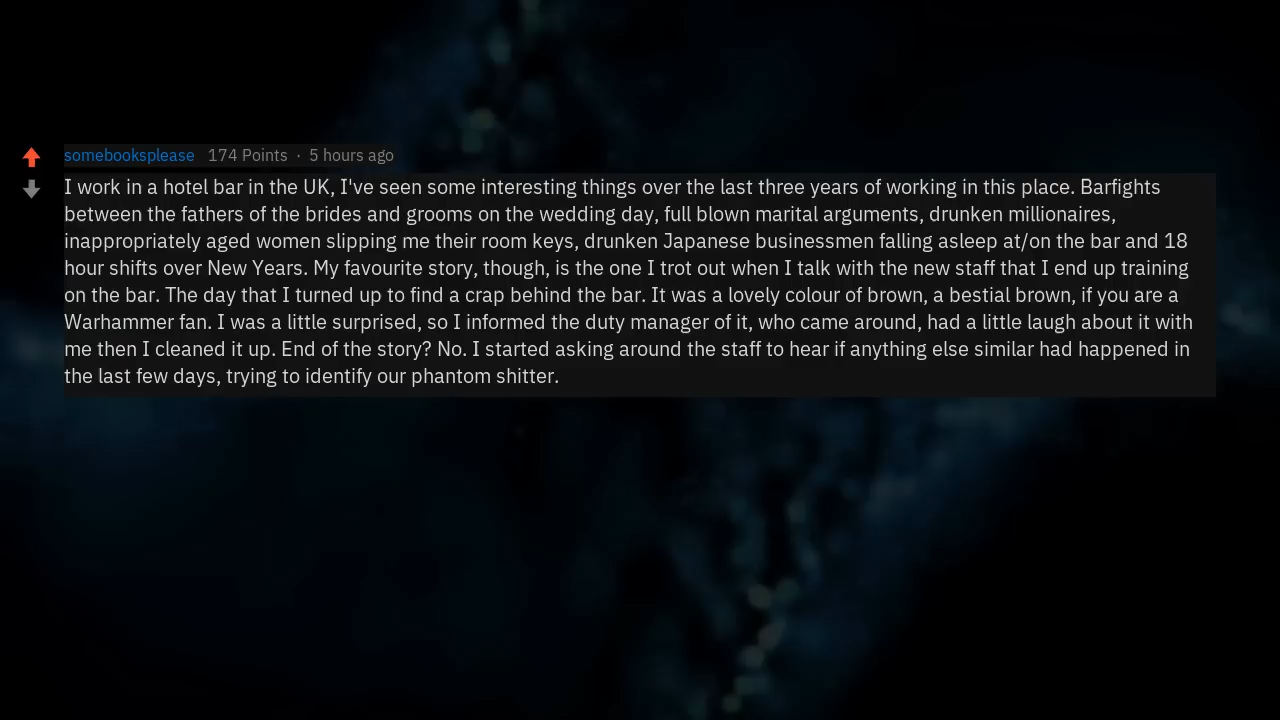 somebooksplease 174 Points · 5 hours ago
I work in a hotel bar in the UK, I've seen some interesting things over the last three years of working in this place. Barfights
between the fathers of the brides and grooms on the wedding day, full blown marital arguments, drunken millionaires,
inappropriately aged women slipping me their room keys, drunken Japanese businessmen falling asleep at/on the bar and 18
hour shifts over New Years. My favourite story, though, is the one I trot out when I talk with the new staff that I end up training
on the bar. The day that I turned up to find a crap behind the bar. It was a lovely colour of brown, a bestial brown, if you are a
Warhammer fan. I was a little surprised, so I informed the duty manager of it, who came around, had a little laugh about it with
me then I cleaned it up. End of the story? No. I started asking around the staff to hear if anything else similar had happened in
the last few days, trying to identify our phantom shitter.